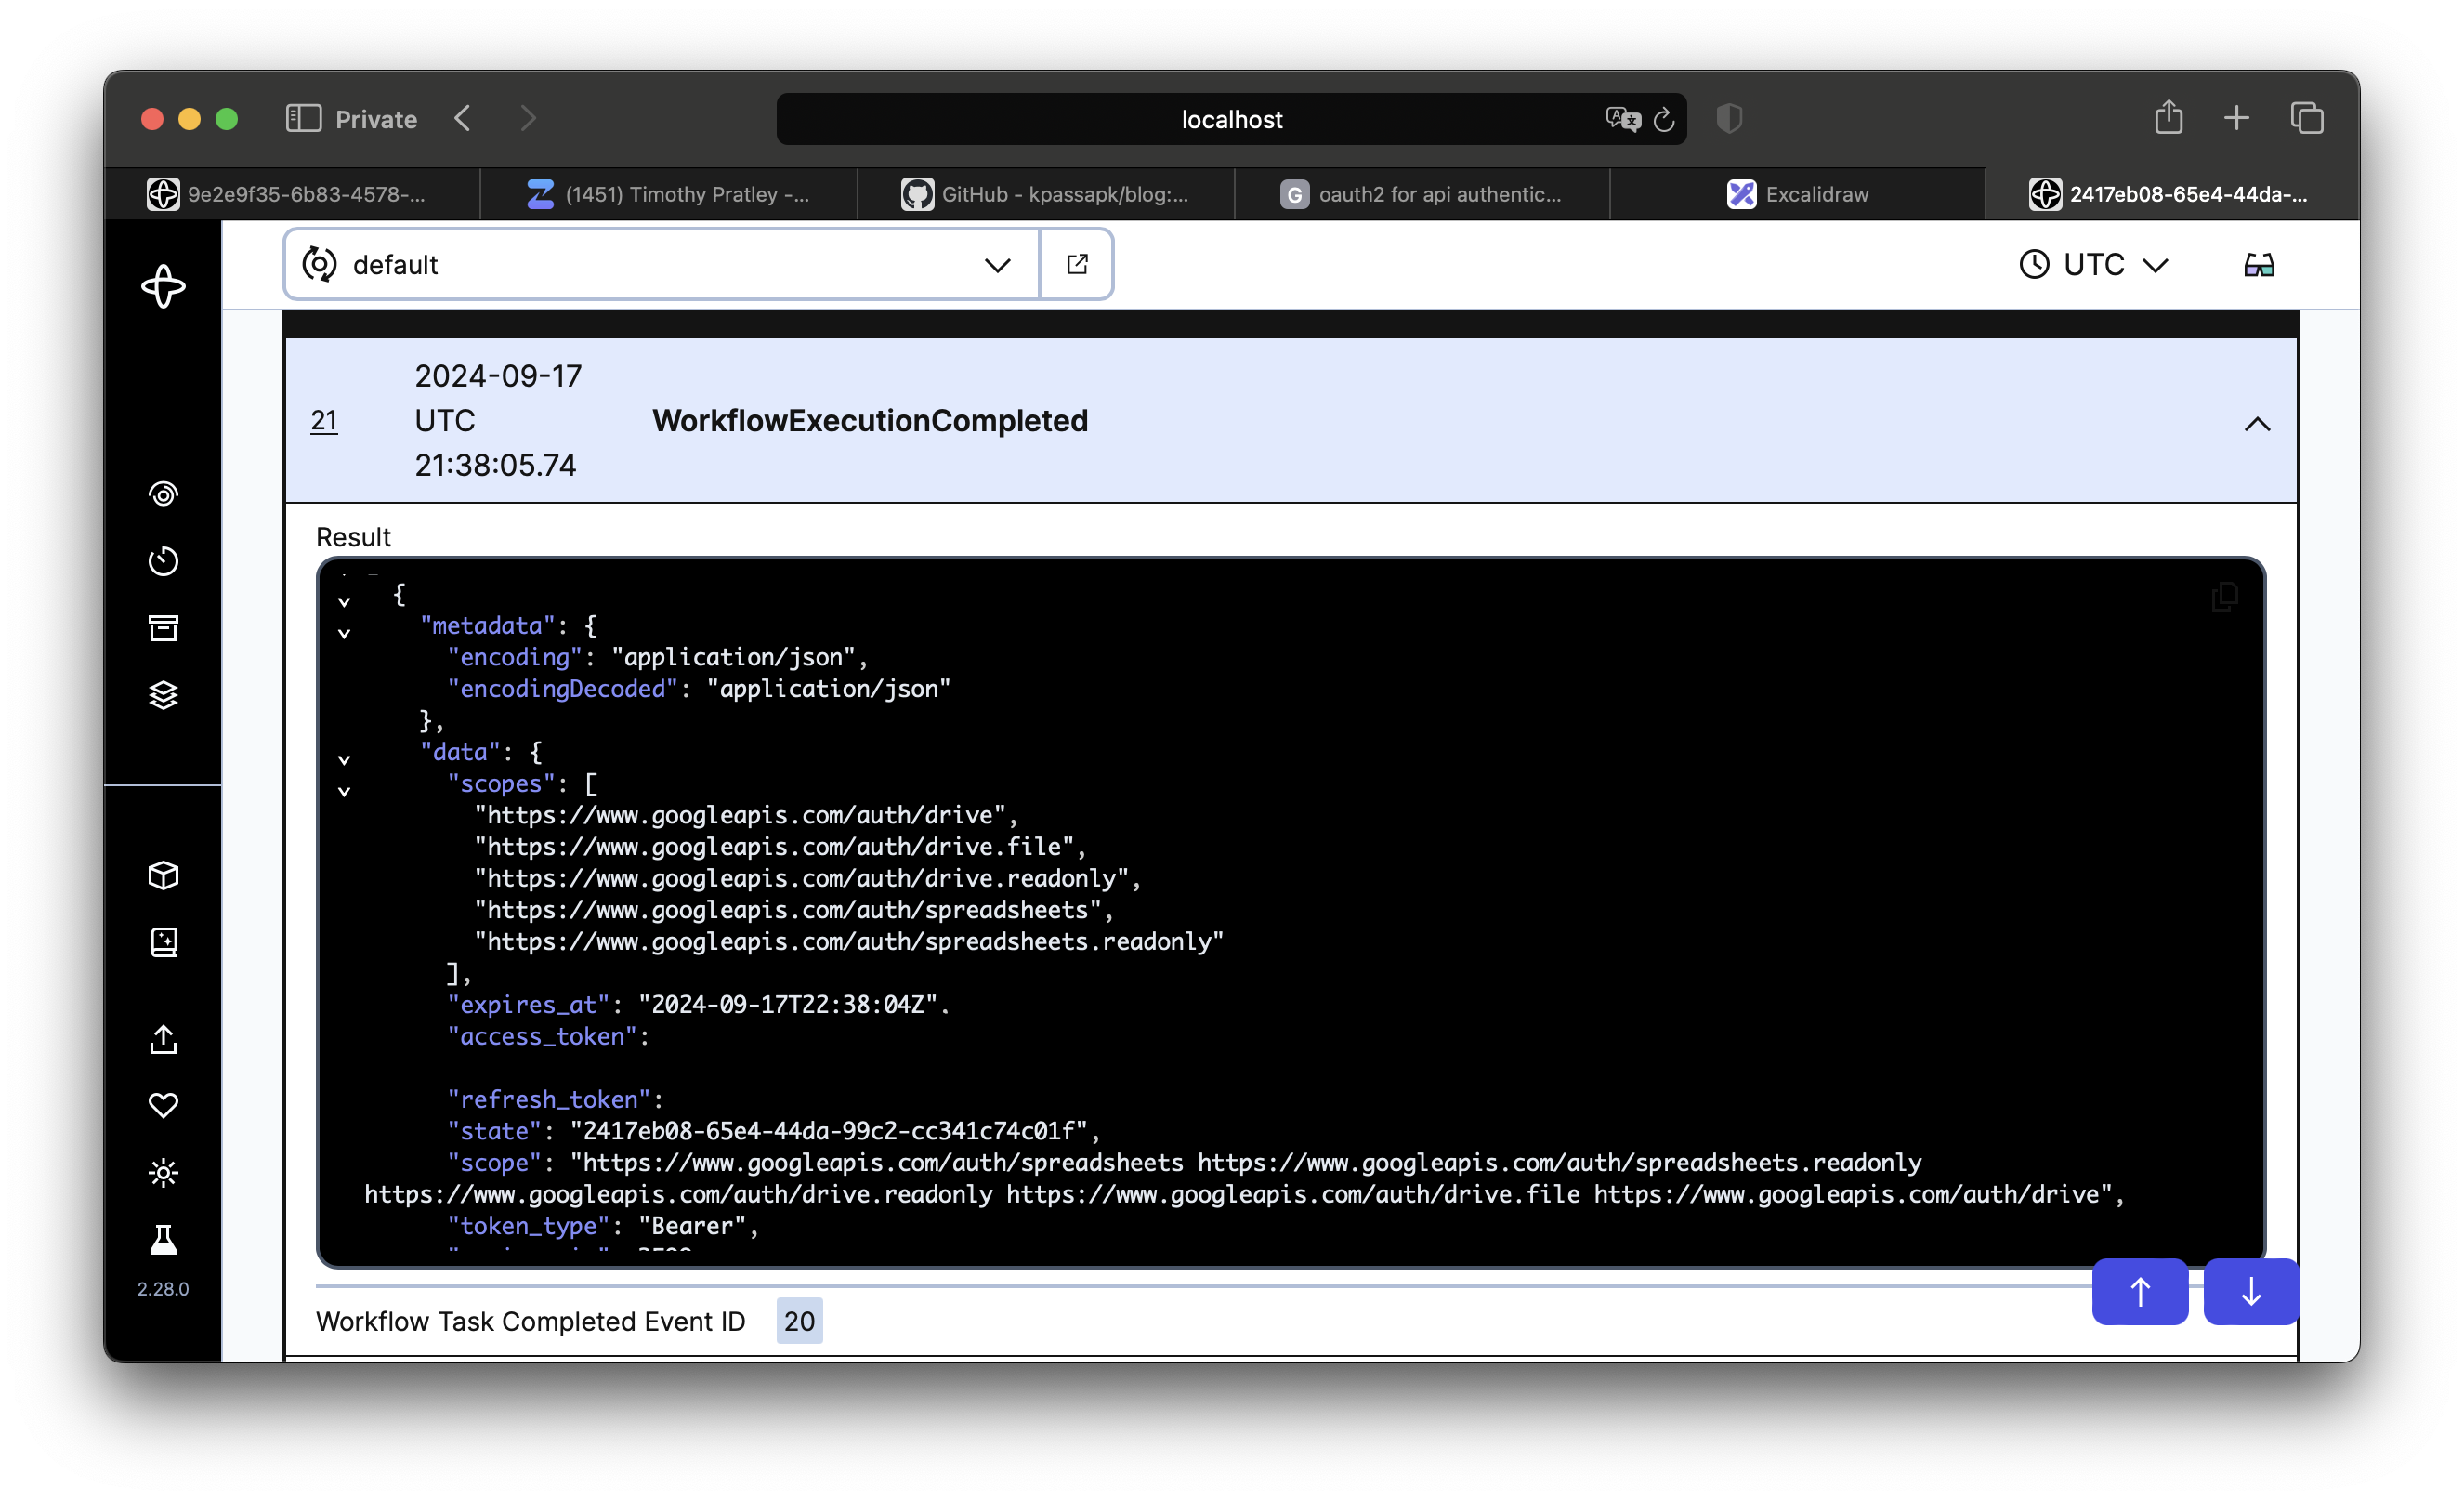 Private
localhost
9e2e9f35-6b83-4578-...
(1451) Timothy Pratley -...
GitHub - kpassapk/blog:...
G oauth2 for api authentic...
Excalidraw
2417eb08-65e4-44da-...
default
UTC
21
2024-09-17
UTC
21:38:05.74
WorkflowExecutionCompleted
Result
{
"metadata": {
"encoding": "application/json",
"encodingDecoded": "application/json"
},
"data": {
"scopes": [
"https://www.googleapis.com/auth/drive",
"https://www.googleapis.com/auth/drive.file",
"https://www.googleapis.com/auth/drive.readonly",
"https://www.googleapis.com/auth/spreadsheets",
"https://www.googleapis.com/auth/spreadsheets.readonly"
],
"expires_at": "2024-09-17T22:38:04Z".
"access_token":
"refresh_token":
"state": "2417eb08-65e4-44da-99c2-cc341c74c01f",
"scope": "https://www.googleapis.com/auth/spreadsheets https://www.googleapis.com/auth/spreadsheets.readonly
https://www.googleapis.com/auth/drive.readonly https://www.googleapis.com/auth/drive.file https://www.googleapis.com/auth/drive",
"token_type": "Bearer",
2.28.0
Workflow Task Completed Event ID 20